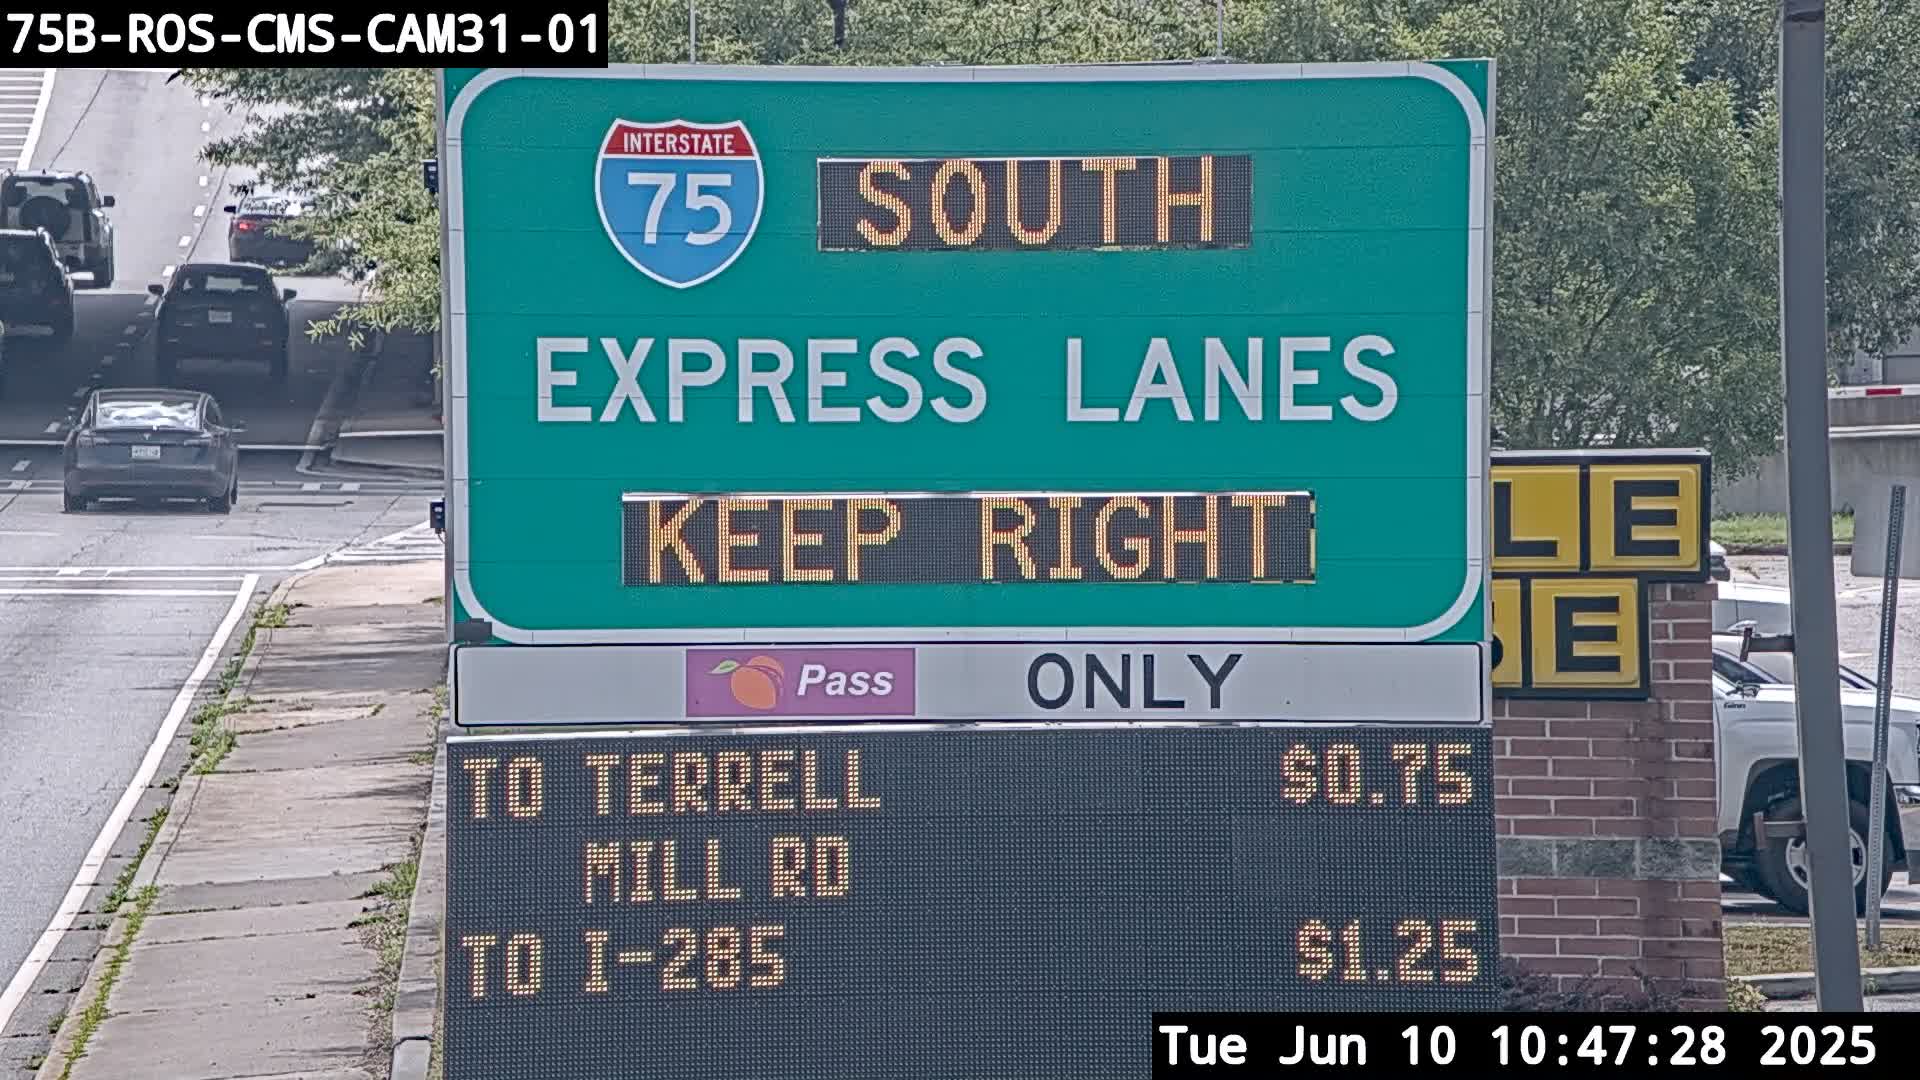 75B-ROS-CMS-CAM31-01
INTERSTATE
75
SOUTH
EXPRESS LANES
KEEP RIGHT
Pass ONLY
TO TERRELL $0.75
MILL RD
TO I-285 $1.25
LE
E
Tue Jun 10 10:47:28 2025